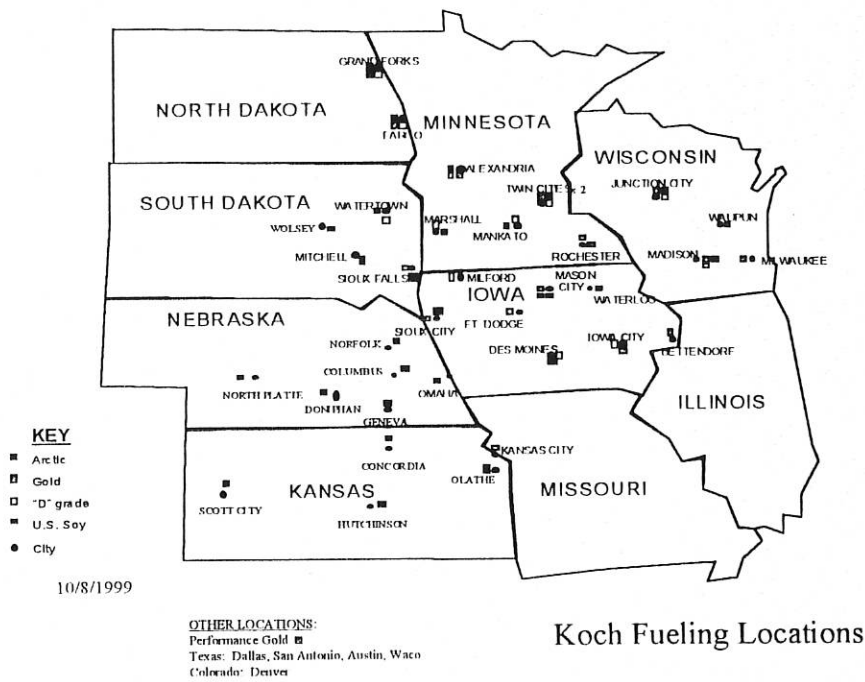 GRAND FORKS
NORTH DAKOTA
FARGO
MINNESOTA
ALEXANDRIA
WISCONSIN
TWIN CITIES x 2
JUNCTION CITY
SOUTH DAKOTA
WATERTOWN
MARSHALL
WAUPUN
WOLSEY
MANKATO
ROCHESTER
MITCHELL
MADISON
MILWAUKEE
SIOUX FALLS
MILFORD
MASON
CITY
IOWA
WATERLOO
NEBRASKA
SIOUX CITY
FT. DODGE
NORFOLK
IOWA CITY
BETTENDORF
DES MOINES
COLUMBUS
NORTH PLATTE
OMAHA
DONIPHAN
GENEVA
ILLINOIS
KEY
Arctic
Gold
"D" grade
U.S. Soy
City
KANSAS CITY
CONCORDIA
OLATHE
KANSAS
MISSOURI
SCOTT CITY
HUTCHINSON
10/8/1999
OTHER LOCATIONS:
Performance Gold
Texas: Dallas, San Antonio, Austin, Waco
Colorado: Denver
Koch Fueling Locations